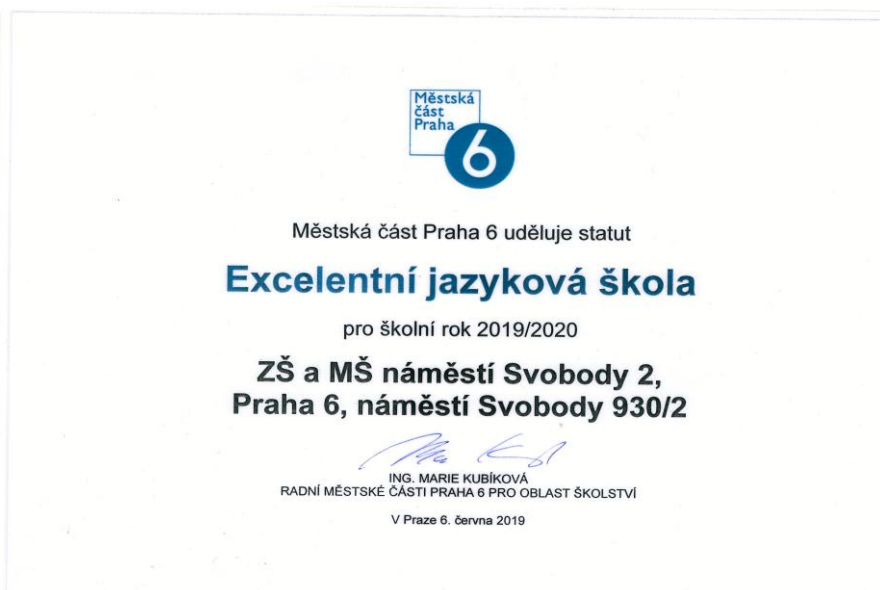 Městská
část
Praha
6
Městská část Praha 6 uděluje statut
Excelentní jazyková škola
pro školní rok 2019/2020
ZŠ a MŠ náměstí Svobody 2,
Praha 6, náměstí Svobody 930/2
ING. MARIE KUBÍKOVÁ
RADNÍ MĚSTSKÉ ČÁSTI PRAHA 6 PRO OBLAST ŠKOLSTVÍ
V Praze 6. června 2019